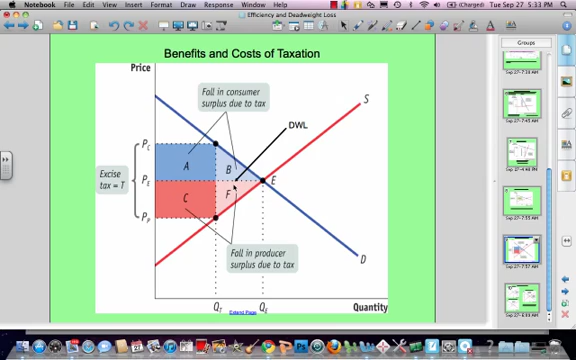 Notebook File Edit View Insert Format Draw Response Window Help
(Charged) Tue Sep 27 5:33 PM
Efficiency and Deadweight Loss
Groups
Benefits and Costs of Taxation
Price
Fall in consumer
surplus due to tax
S
DWL
PC
A
B
Excise
tax = T
PE
E
C
F
PP
Fall in producer
surplus due to tax
D
QT
QE
Quantity
Extend Page